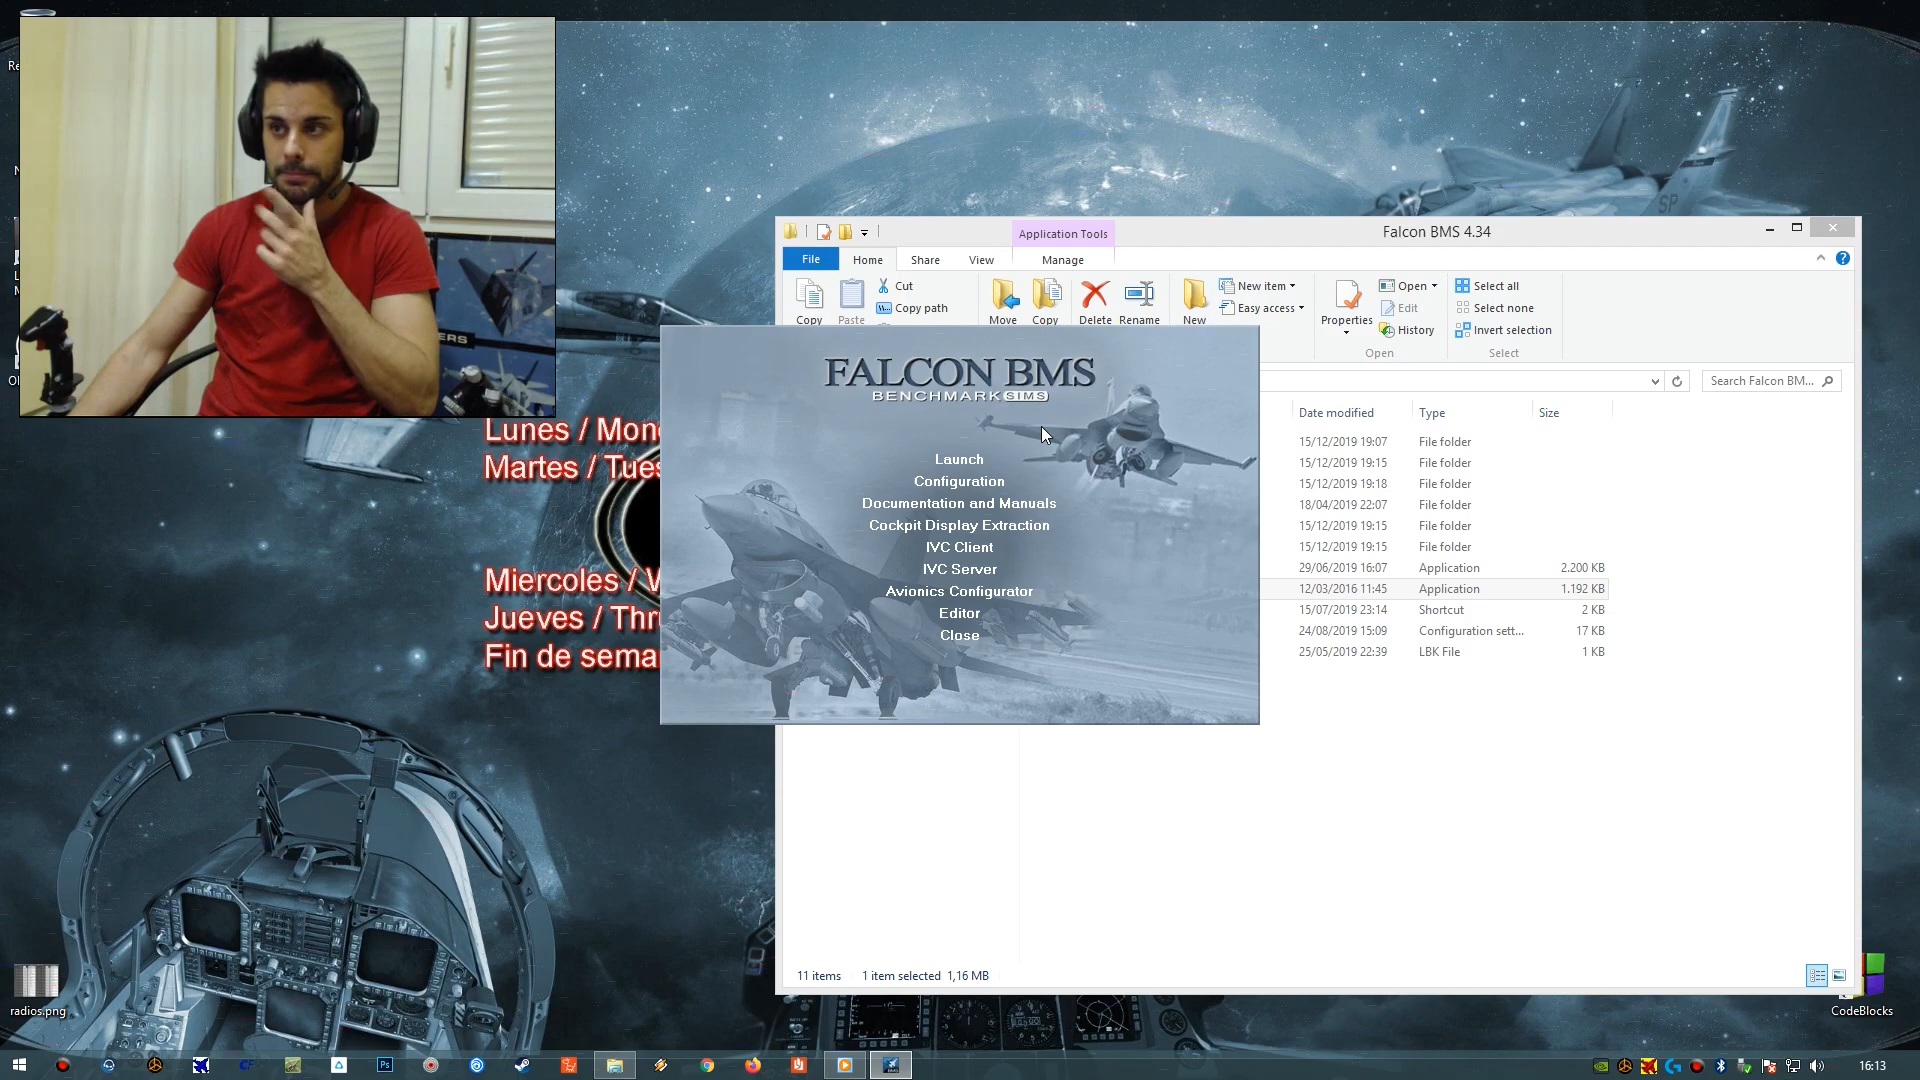 Application Tools
Falcon BMS 4.34
File
Home
Share
View
Manage
Copy
Paste
Cut
Copy path
Move
Copy
Delete
Rename
New
New item
Easy access
Properties
Open
Edit
History
Open
Select all
Select none
Invert selection
Select
Search Falcon BM...
Date modified
Type
Size
15/12/2019 19:07
File folder
15/12/2019 19:15
File folder
15/12/2019 19:18
File folder
18/04/2019 22:07
File folder
15/12/2019 19:15
File folder
15/12/2019 19:15
File folder
29/06/2019 16:07
Application
2.200 KB
12/03/2016 11:45
Application
1.192 KB
15/07/2019 23:14
Shortcut
2 KB
24/08/2019 15:09
Configuration sett...
17 KB
25/05/2019 22:39
LBK File
1 KB
FALCON BMS
BENCHMARK SIMS
Launch
Configuration
Documentation and Manuals
Cockpit Display Extraction
IVC Client
IVC Server
Avionics Configurator
Editor
Close
Lunes / Mon
Martes / Tues
Miercoles /
Jueves / Thr
Fin de sema
SP
ERS
11 items
1 item selected 1,16 MB
radios.png
CodeBlocks
Ps
16:13